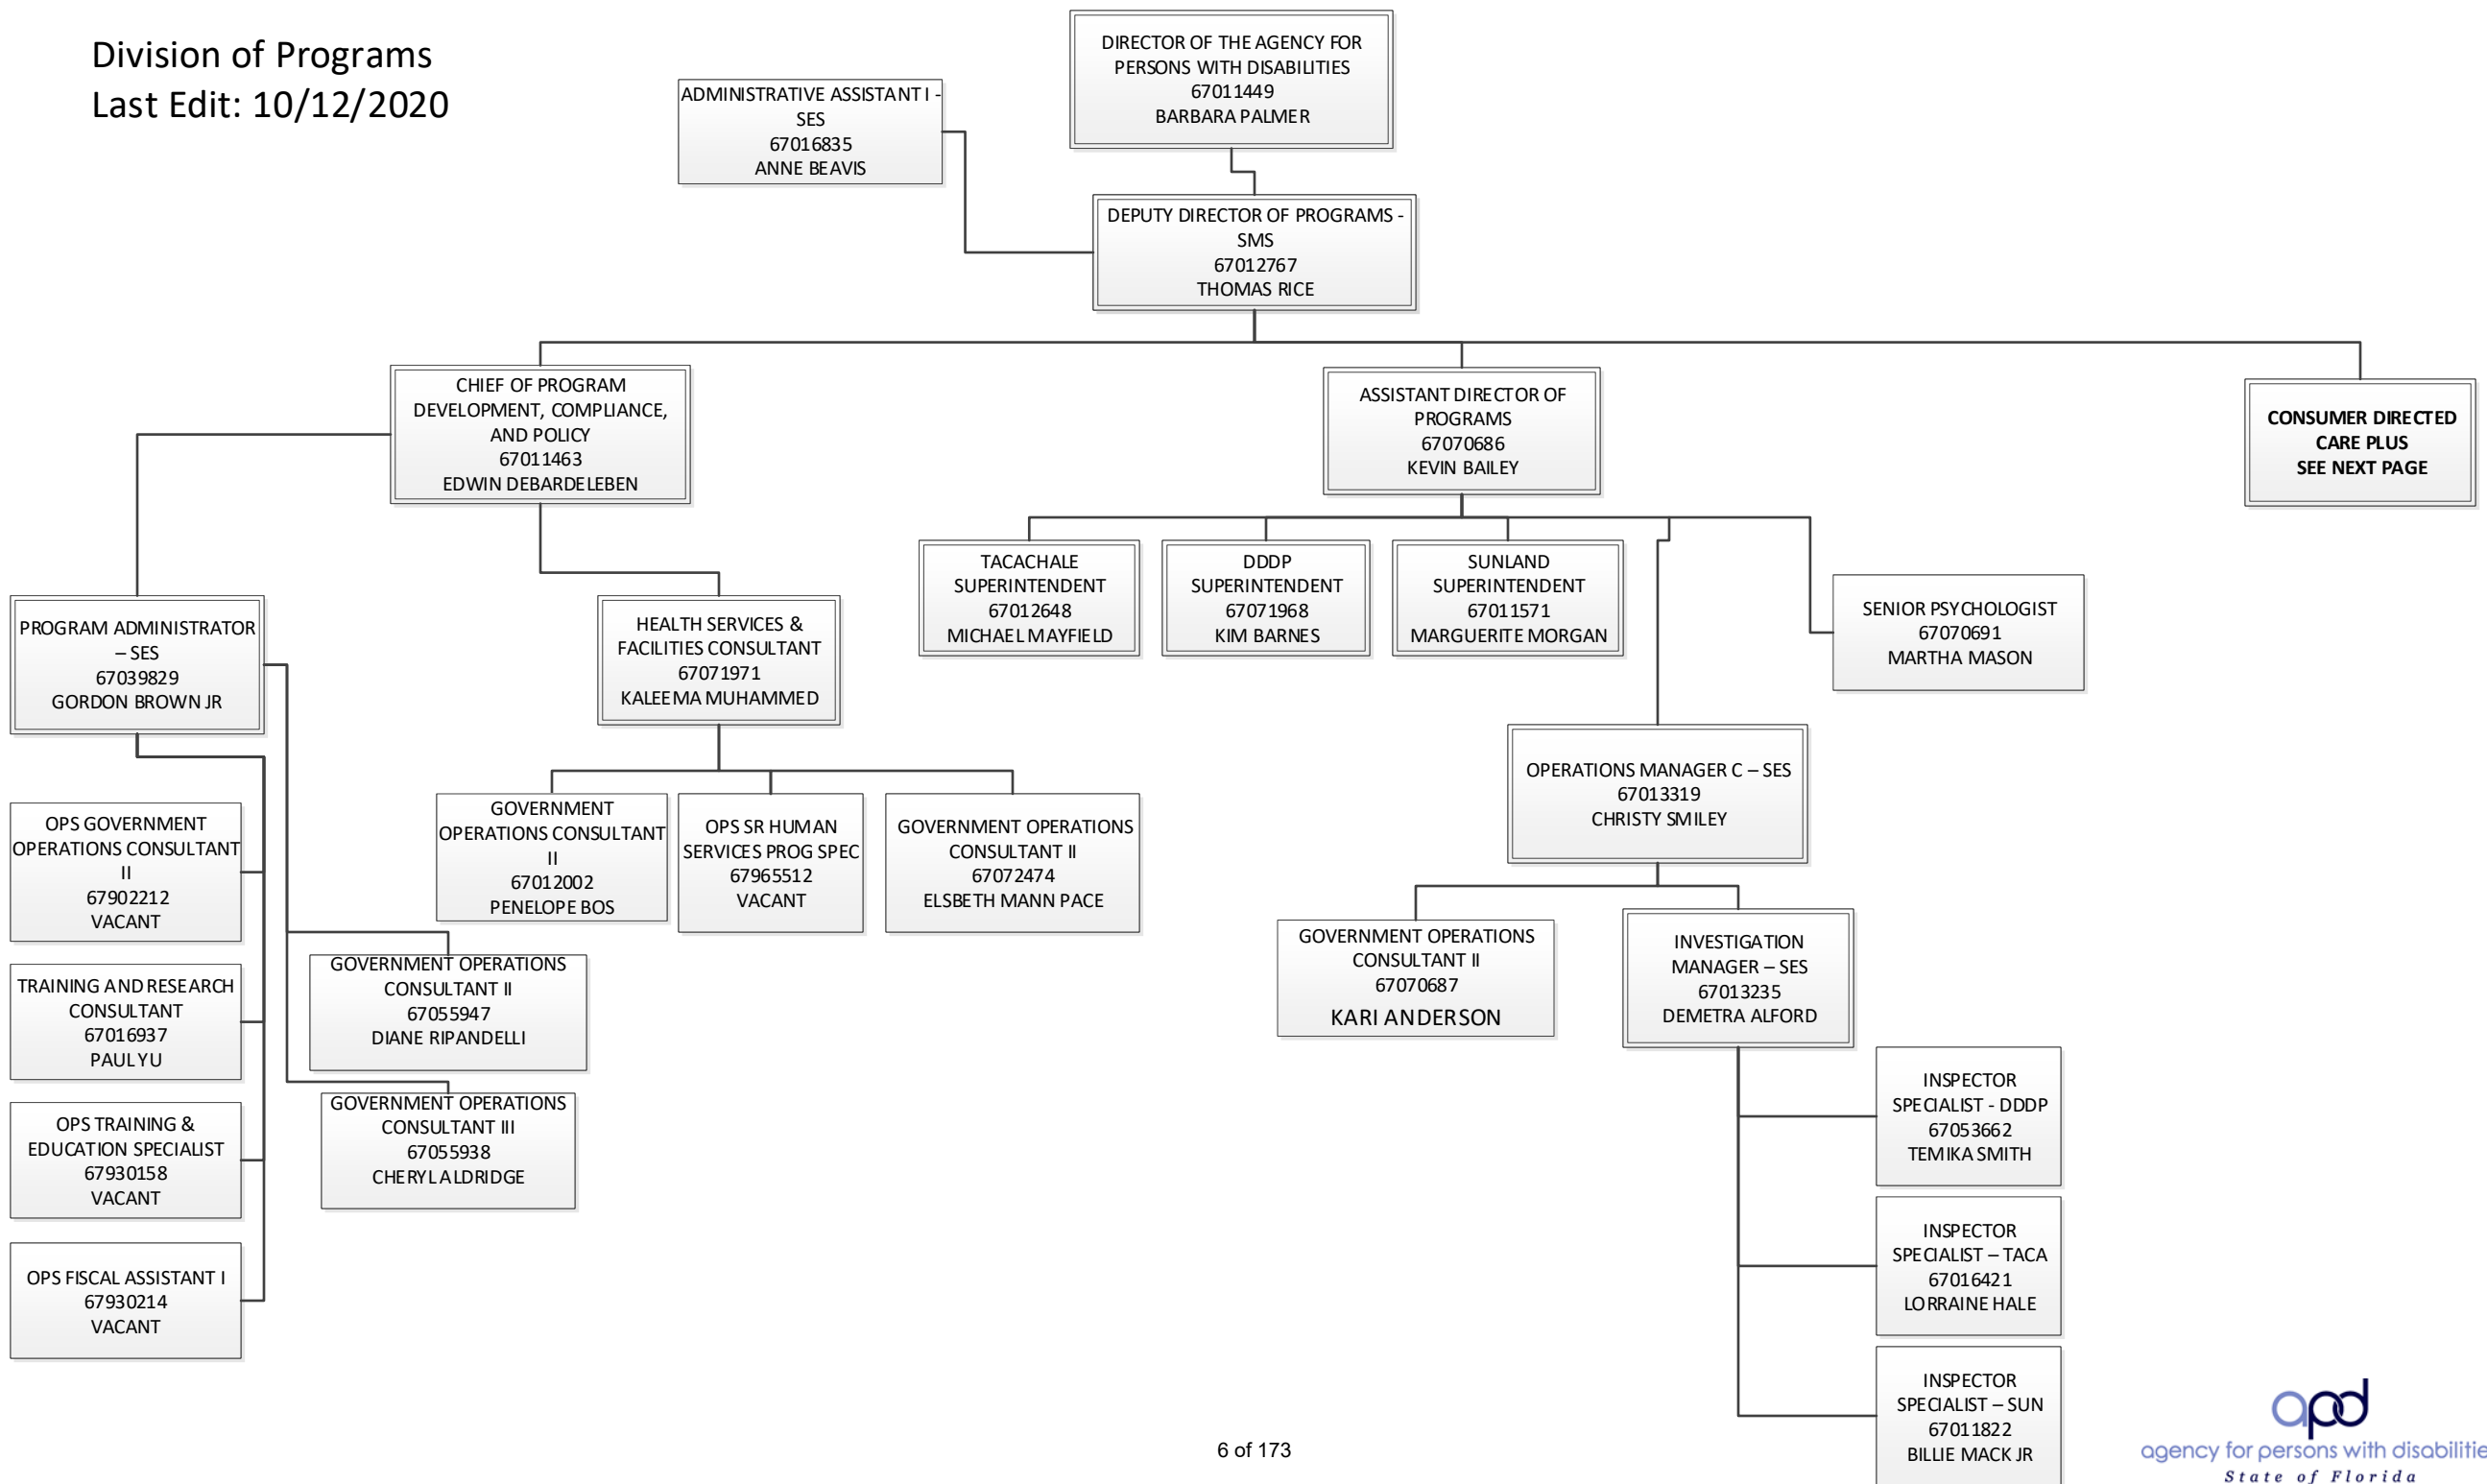 Division of Programs
Last Edit: 10/12/2020
DIRECTOR OF THE AGENCY FOR
PERSONS WITH DISABILITIES
67011449
BARBARA PALMER
ADMINISTRATIVE ASSISTANT I -
SES
67016835
ANNE BEAVIS
DEPUTY DIRECTOR OF PROGRAMS -
SMS
67012767
THOMAS RICE
CHIEF OF PROGRAM
DEVELOPMENT, COMPLIANCE,
AND POLICY
67011463
EDWIN DEBARDELEBEN
ASSISTANT DIRECTOR OF
PROGRAMS
67070686
KEVIN BAILEY
CONSUMER DIRECTED
CARE PLUS
SEE NEXT PAGE
TACACHALE
SUPERINTENDENT
67012648
MICHAEL MAYFIELD
DDDP
SUPERINTENDENT
67071968
KIM BARNES
SUNLAND
SUPERINTENDENT
67011571
MARGUERITE MORGAN
SENIOR PSYCHOLOGIST
67070691
MARTHA MASON
PROGRAM ADMINISTRATOR
– SES
67039829
GORDON BROWN JR
HEALTH SERVICES &
FACILITIES CONSULTANT
67071971
KALEEMA MUHAMMED
OPERATIONS MANAGER C – SES
67013319
CHRISTY SMILEY
OPS GOVERNMENT
OPERATIONS CONSULTANT
II
67902212
VACANT
GOVERNMENT
OPERATIONS CONSULTANT
II
67012002
PENELOPE BOS
OPS SR HUMAN
SERVICES PROG SPEC
67965512
VACANT
GOVERNMENT OPERATIONS
CONSULTANT II
67072474
ELSBETH MANN PACE
GOVERNMENT OPERATIONS
CONSULTANT II
67070687
KARI ANDERSON
INVESTIGATION
MANAGER – SES
67013235
DEMETRA ALFORD
TRAINING AND RESEARCH
CONSULTANT
67016937
PAUL YU
GOVERNMENT OPERATIONS
CONSULTANT II
67055947
DIANE RIPANDELLI
OPS TRAINING &
EDUCATION SPECIALIST
67930158
VACANT
GOVERNMENT OPERATIONS
CONSULTANT III
67055938
CHERYL ALDRIDGE
INSPECTOR
SPECIALIST - DDDP
67053662
TEMIKA SMITH
OPS FISCAL ASSISTANT I
67930214
VACANT
INSPECTOR
SPECIALIST – TACA
67016421
LORRAINE HALE
INSPECTOR
SPECIALIST – SUN
67011822
BILLIE MACK JR
6 of 173
apd
agency for persons with disabilitie
State of Florida